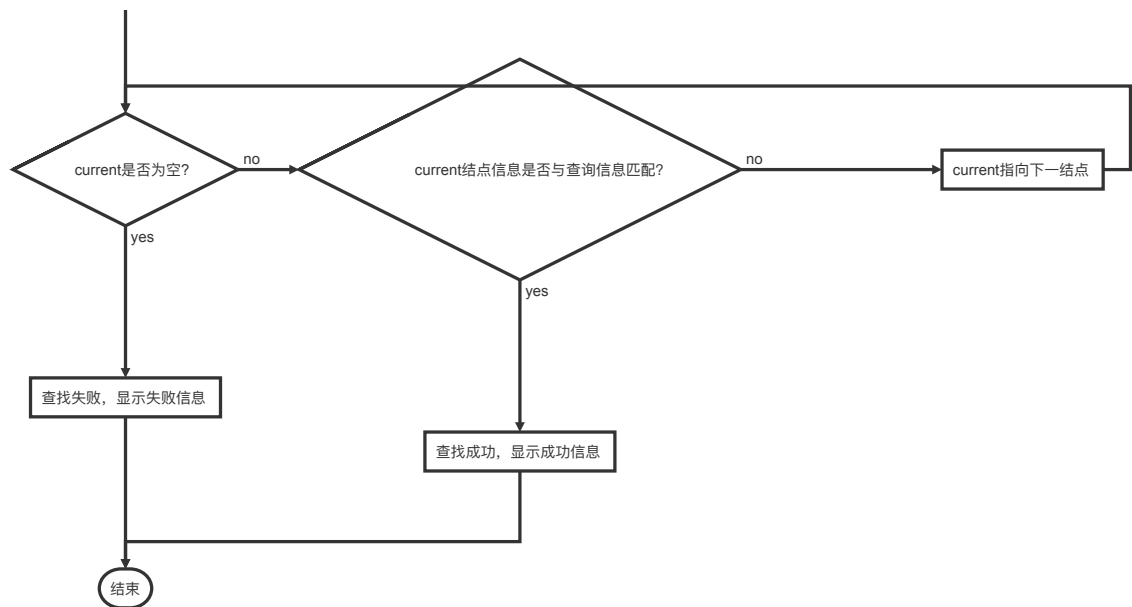 current是否为空?
no
current结点信息是否与查询信息匹配?
no
current指向下一结点
yes
yes
查找失败，显示失败信息
查找成功，显示成功信息
结束